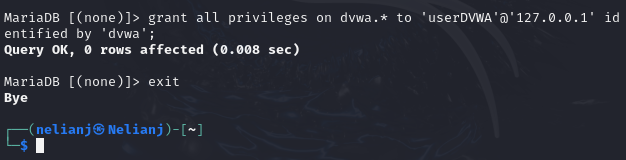 MariaDB [(none)]> grant all privileges on dvwa.* to 'userDVWA'@'127.0.0.1' id
entified by 'dvwa';
Query OK, 0 rows affected (0.008 sec)
MariaDB [(none)]> exit
Bye
┌──(nelianj㉿Nelianj)-[~]
└─$